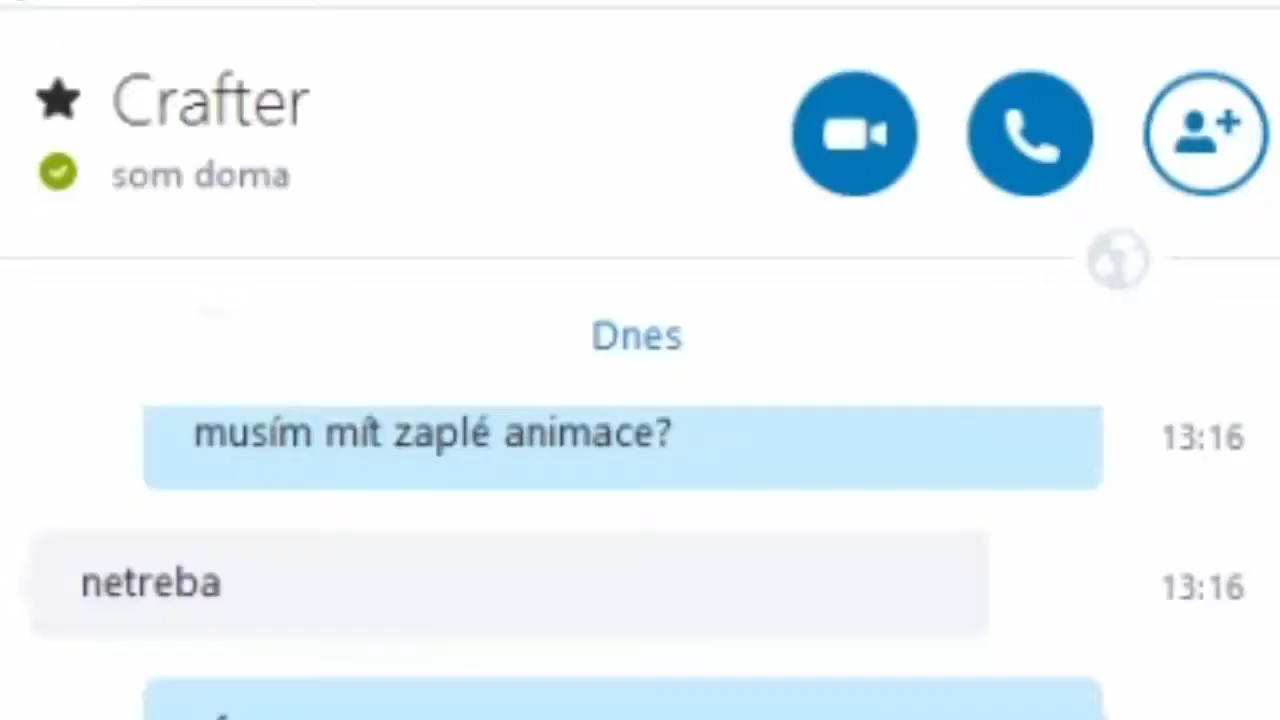 Crafter
som doma
Dnes
musím mít zaplé animace?
13:16
netreba
13:16